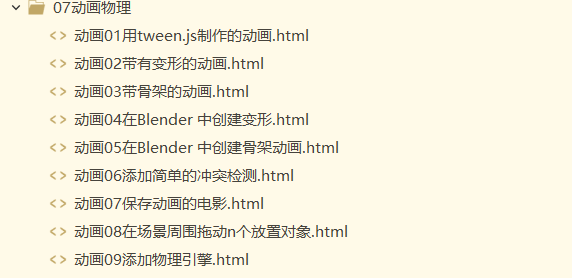 07动画物理
动画01用tween.js制作的动画.html
动画02带有变形的动画.html
动画03带骨架的动画.html
动画04在Blender 中创建变形.html
动画05在Blender 中创建骨架动画.html
动画06添加简单的冲突检测.html
动画07保存动画的电影.html
动画08在场景周围拖动n个放置对象.html
动画09添加物理引擎.html